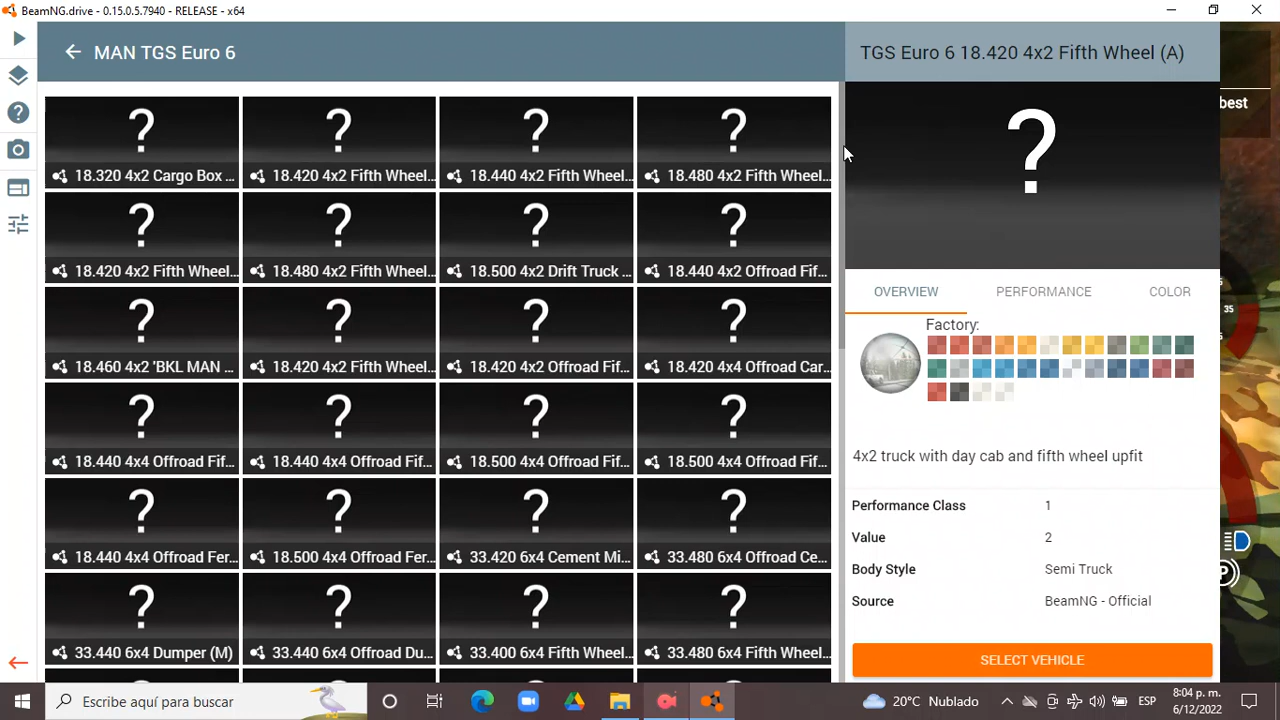 BeamNG.drive - 0.15.0.5.7940 - RELEASE - x64
MAN TGS Euro 6
TGS Euro 6 18.420 4x2 Fifth Wheel (A)
best
18.320 4x2 Cargo Box ...
18.420 4x2 Fifth Wheel...
18.440 4x2 Fifth Wheel...
18.480 4x2 Fifth Wheel...
18.420 4x2 Fifth Wheel...
18.480 4x2 Fifth Wheel...
18.500 4x2 Drift Truck ...
18.440 4x2 Offroad Fif...
18.460 4x2 'BKL MAN ...
18.420 4x2 Fifth Wheel...
18.420 4x2 Offroad Fif...
18.420 4x4 Offroad Car...
18.440 4x4 Offroad Fif...
18.440 4x4 Offroad Fif...
18.500 4x4 Offroad Fif...
18.500 4x4 Offroad Fif...
18.440 4x4 Offroad Fer...
18.500 4x4 Offroad Fer...
33.420 6x4 Cement Mi...
33.480 6x4 Offroad Ce...
33.440 6x4 Dumper (M)
33.440 6x4 Offroad Du...
33.400 6x4 Fifth Wheel...
33.480 6x4 Fifth Wheel...
?
OVERVIEW PERFORMANCE COLOR
Factory:
35
4x2 truck with day cab and fifth wheel upfit
Performance Class 1
Value 2
Body Style Semi Truck
Source BeamNG - Official
SELECT VEHICLE
Escribe aquí para buscar
20°C Nublado
ESP
8:04 p. m.
6/12/2022